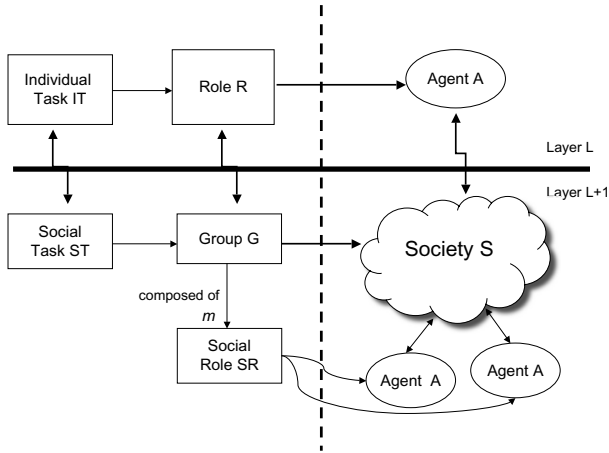 Individual
Task IT
Role R
Agent A
Layer L
Layer L+1
Social
Task ST
Group G
Society S
composed of
m
Social
Role SR
Agent A
Agent A